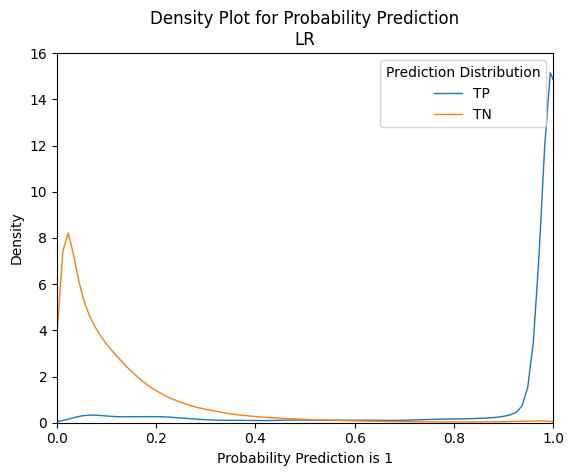 Density Plot for Probability Prediction
LR
Prediction Distribution
TP
TN
Density
16
14
12
10
8
6
4
2
0
0.0 0.2 0.4 0.6 0.8 1.0
Probability Prediction is 1